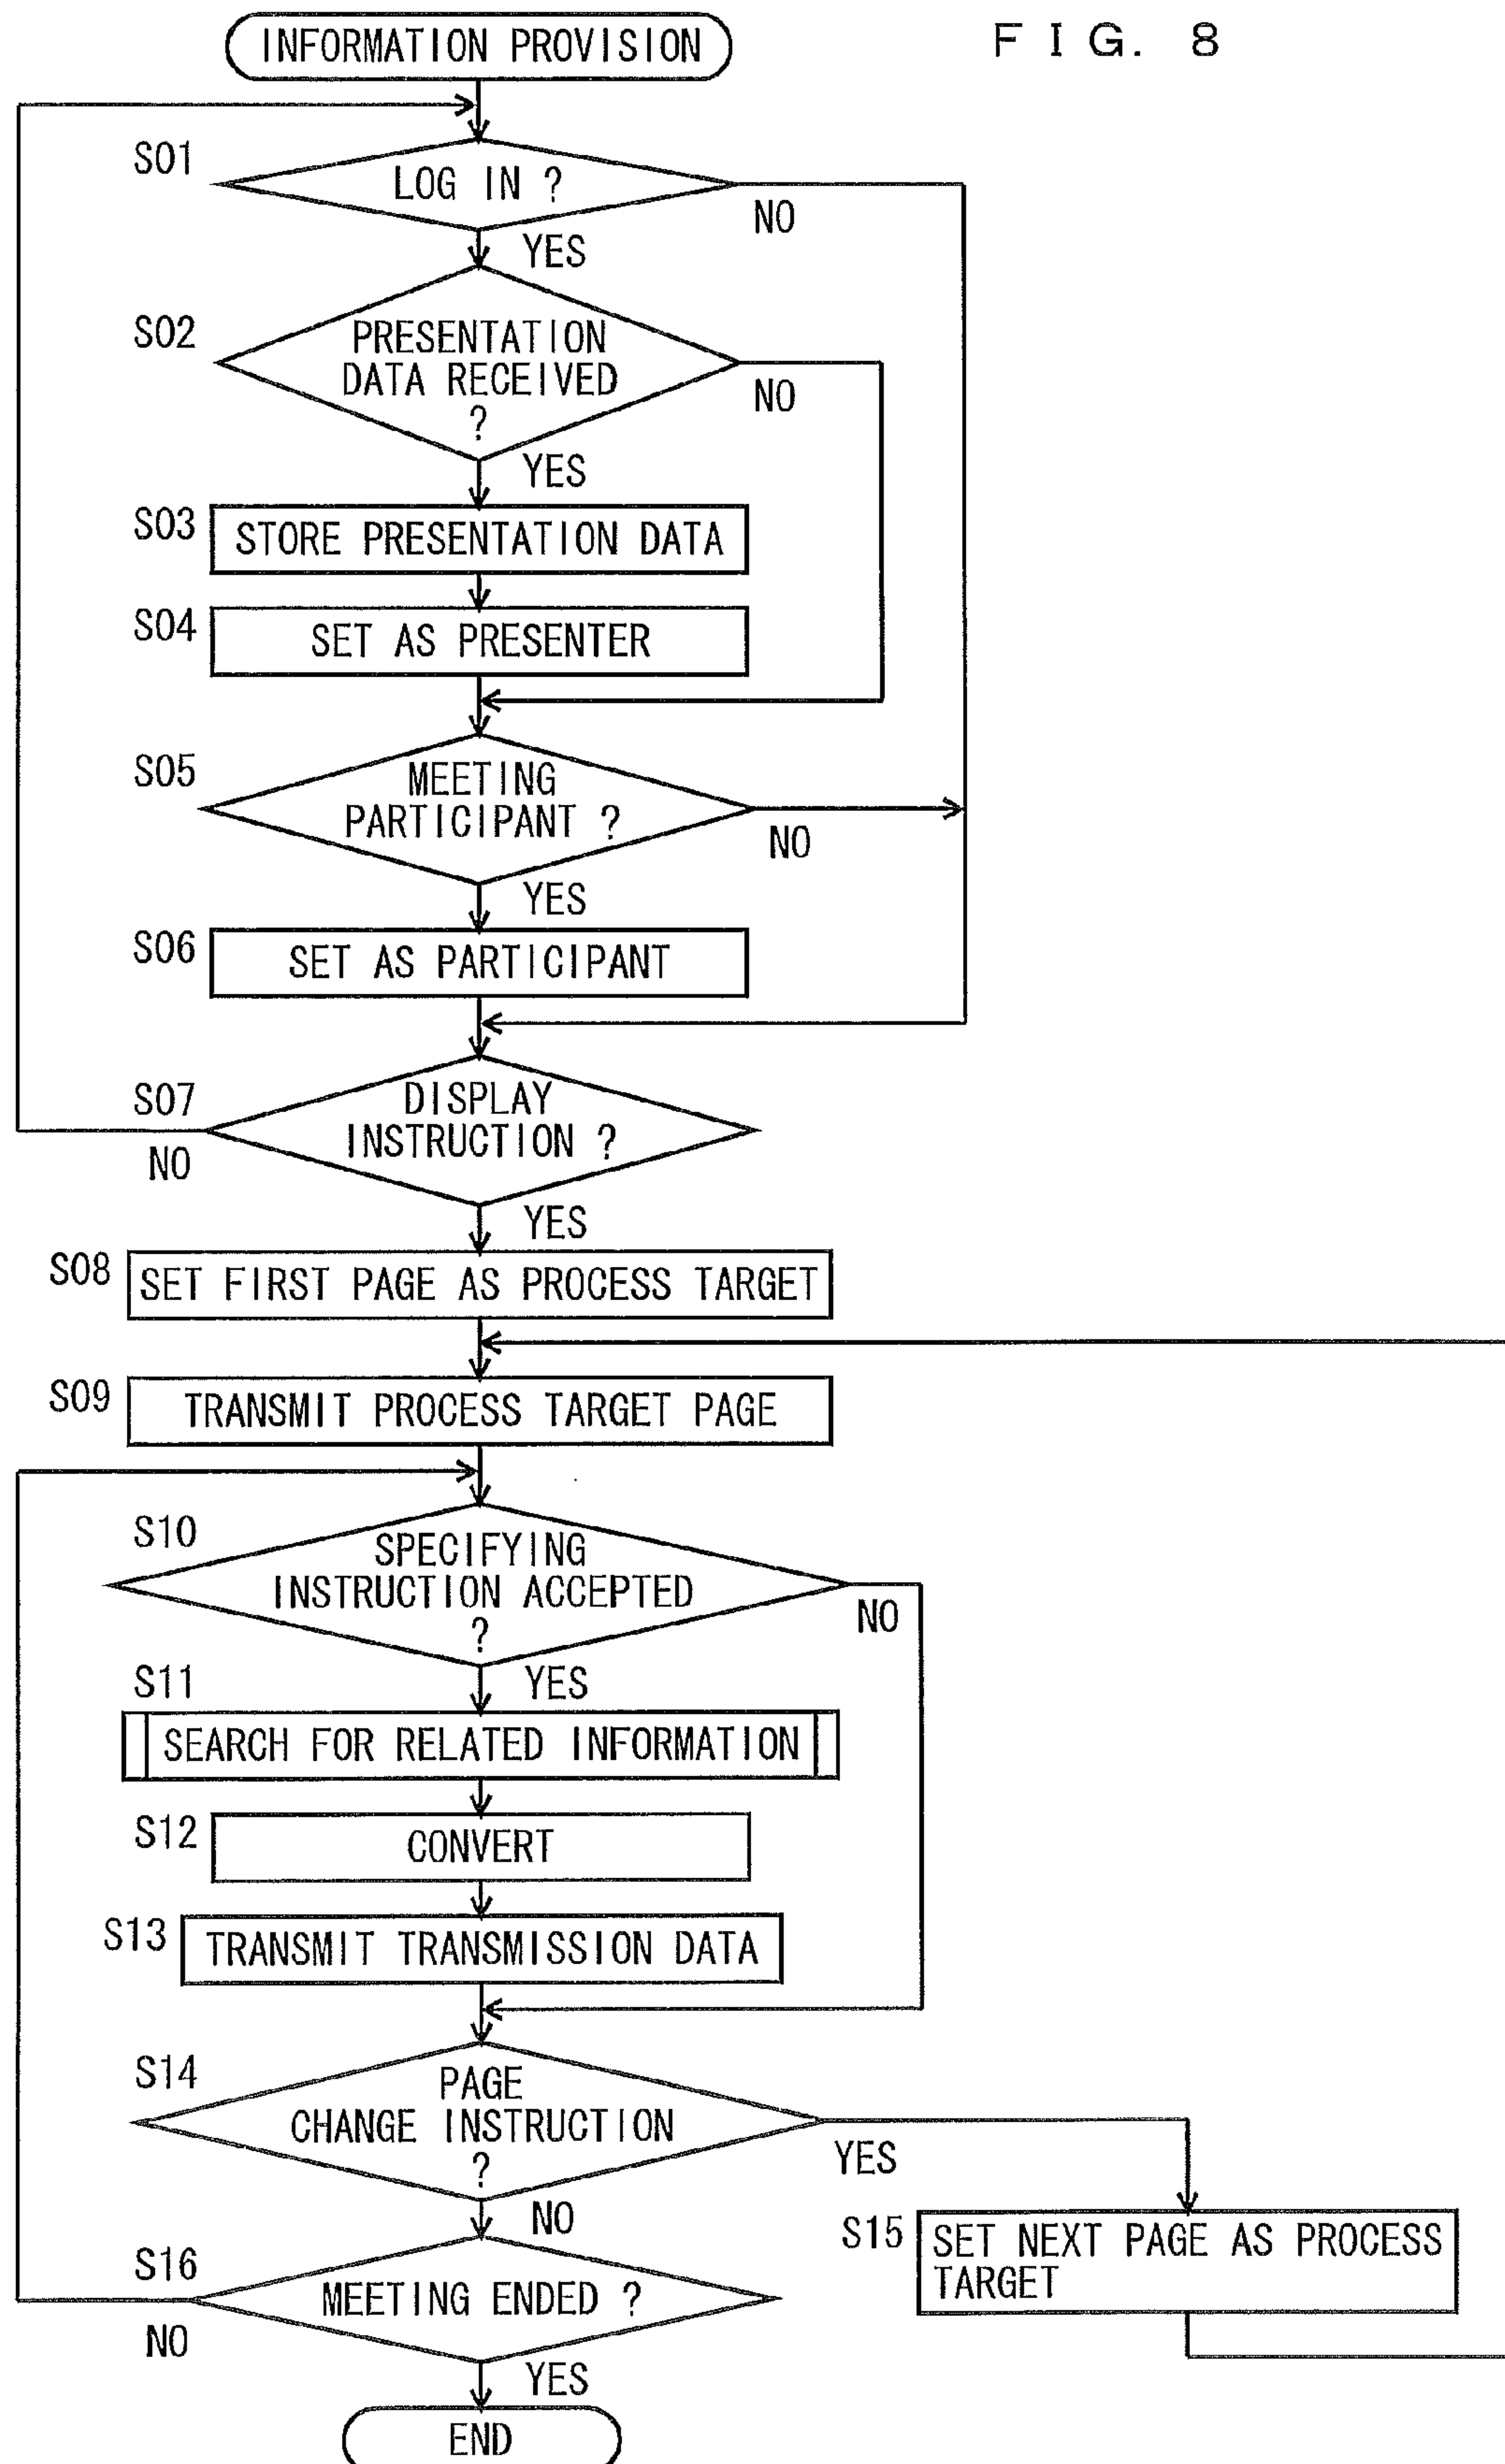 INFORMATION PROVISION
FIG. 8
S01
LOG IN ?
NO
YES
S02
PRESENTATION
DATA RECEIVED
?
NO
YES
S03
STORE PRESENTATION DATA
S04
SET AS PRESENTER
S05
MEETING
PARTICIPANT ?
NO
YES
S06
SET AS PARTICIPANT
S07
DISPLAY
INSTRUCTION ?
NO
YES
S08
SET FIRST PAGE AS PROCESS TARGET
S09
TRANSMIT PROCESS TARGET PAGE
S10
SPECIFYING
INSTRUCTION ACCEPTED
?
NO
YES
S11
SEARCH FOR RELATED INFORMATION
S12
CONVERT
S13
TRANSMIT TRANSMISSION DATA
S14
PAGE
CHANGE INSTRUCTION
?
YES
NO
S15
SET NEXT PAGE AS PROCESS
TARGET
S16
MEETING ENDED ?
NO
YES
END